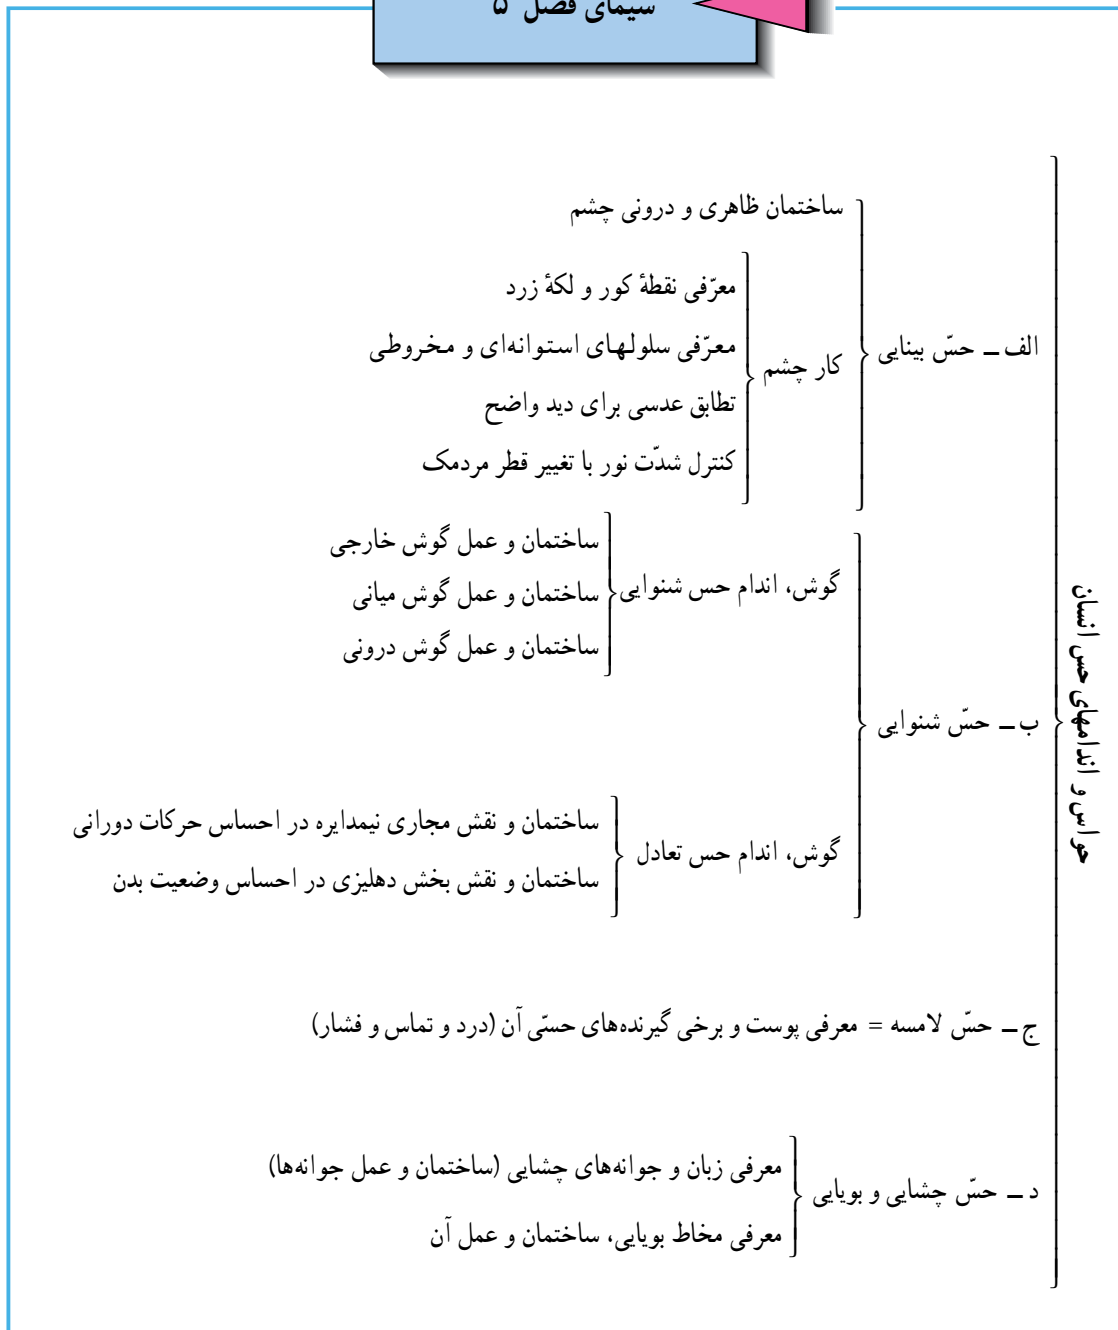 سیمای فصل ۵
حواس و اندامهای حس انسان
الف ــ حسّ بینایی
ساختمان ظاهری و درونی چشم
کار چشم
معرّفی نقطهٔ کور و لکهٔ زرد
معرّفی سلولهای استوانه‌ای و مخروطی
تطابق عدسی برای دید واضح
کنترل شدّت نور با تغییر قطر مردمک
ب ــ حسّ شنوایی
گوش، اندام حس شنوایی
ساختمان و عمل گوش خارجی
ساختمان و عمل گوش میانی
ساختمان و عمل گوش درونی
گوش، اندام حس تعادل
ساختمان و نقش مجاری نیمدایره در احساس حرکات دورانی
ساختمان و نقش بخش دهلیزی در احساس وضعیت بدن
ج ــ حسّ لامسه = معرفی پوست و برخی گیرنده‌های حسّی آن (درد و تماس و فشار)
د ــ حسّ چشایی و بویایی
معرفی زبان و جوانه‌های چشایی (ساختمان و عمل جوانه‌ها)
معرفی مخاط بویایی، ساختمان و عمل آن